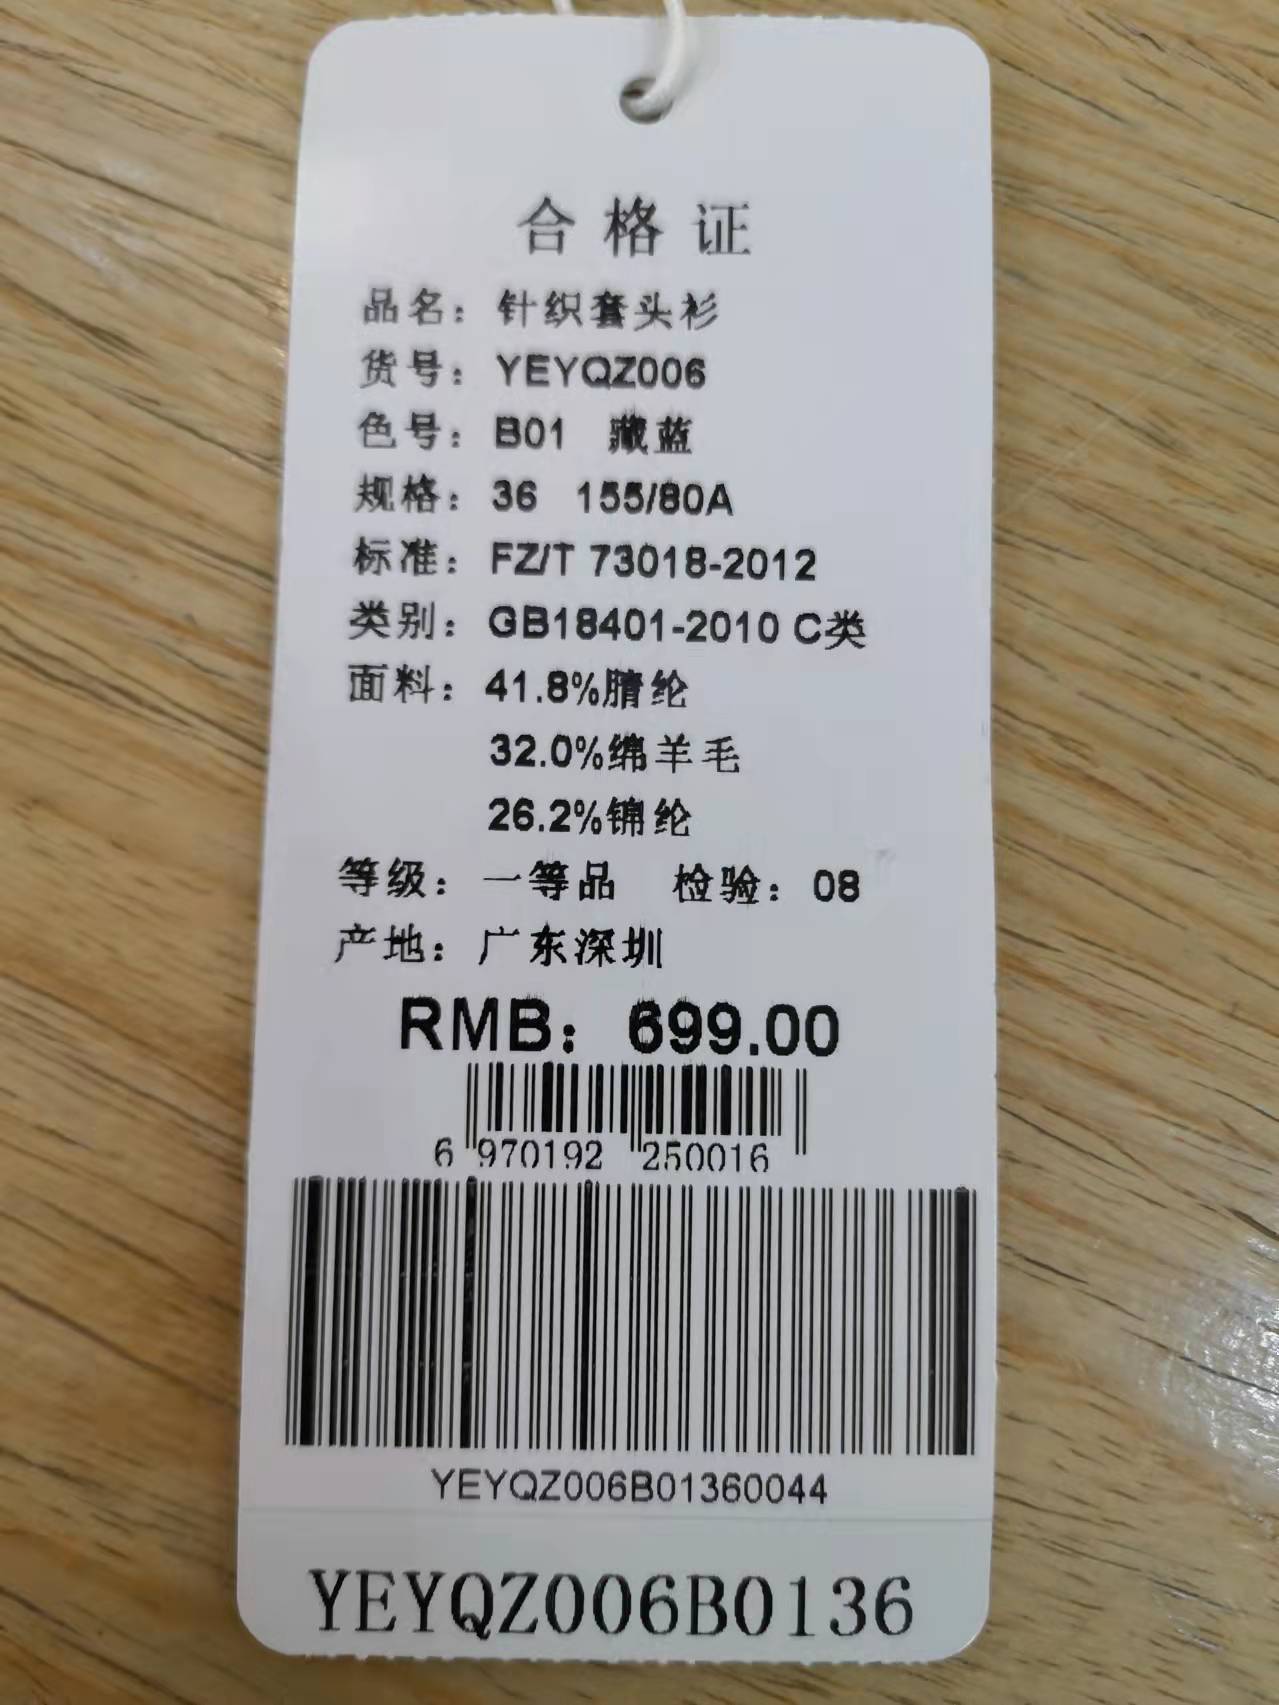 合格证
品名：针织套头衫
货号：YEYQZ006
色号：B01 藏蓝
规格：36 155/80A
标准：FZ/T 73018-2012
类别：GB18401-2010 C类
面料：41.8%腈纶
32.0%绵羊毛
26.2%锦纶
等级：一等品 检验：08
产地：广东深圳
RMB：699.00
6 970192 250016
YEYQZ006B01360044
YEYQZ006B0136